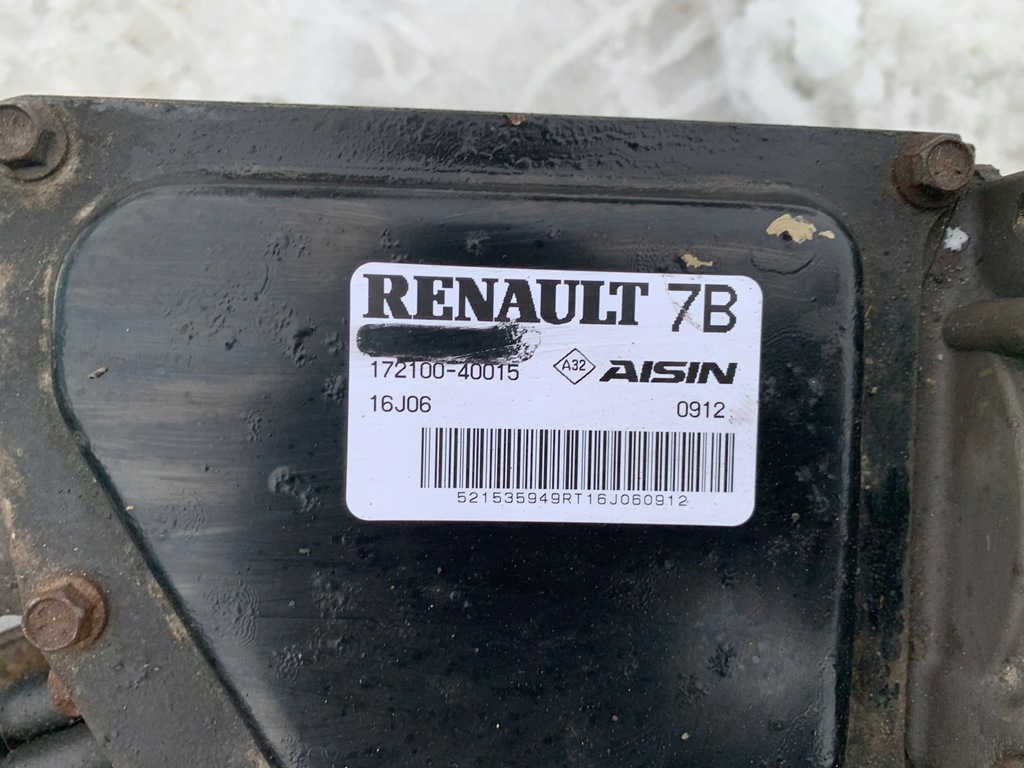 RENAULT 7B
172100-40015 A32 AISIN
16J06 0912
521535949RT16J060912